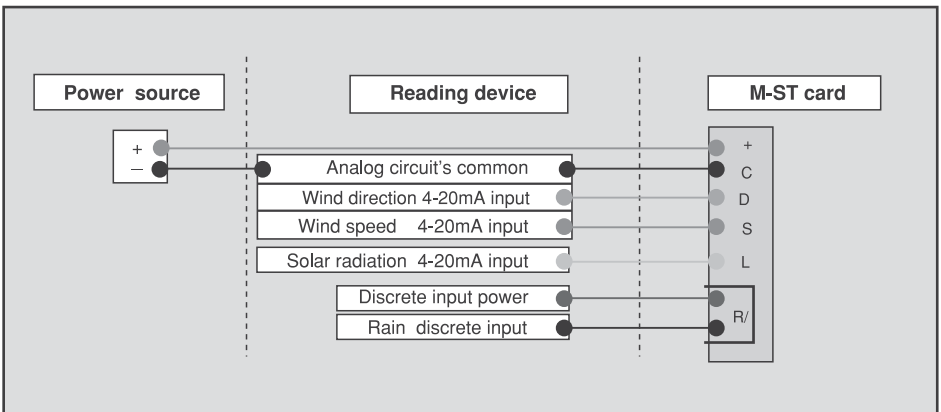 Power source
Reading device
M-ST card
+
–
Analog circuit's common
Wind direction 4-20mA input
Wind speed 4-20mA input
Solar radiation 4-20mA input
Discrete input power
Rain discrete input
+
C
D
S
L
R/